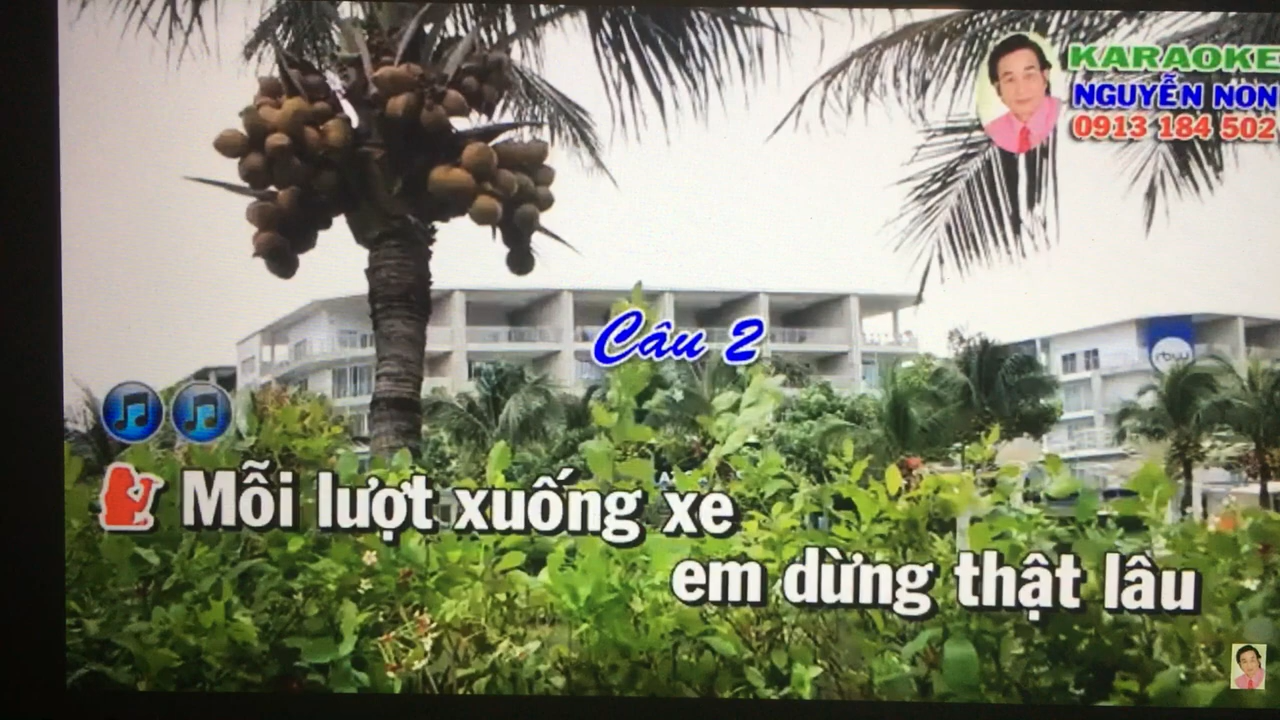 KARAOKE
NGUYỄN NON
0913 184 502
Câu 2
Mỗi lượt xuống xe
em dừng thật lâu